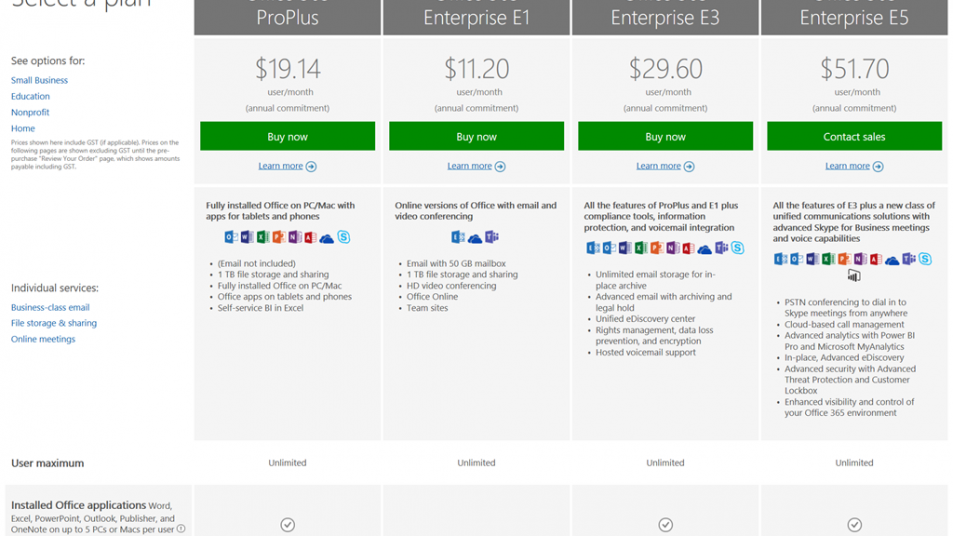 Select a plan
ProPlus
Enterprise E1
Enterprise E3
Enterprise E5
See options for:
Small Business
Education
Nonprofit
Home
Prices shown here include GST (if applicable). Prices on the
following pages are shown excluding GST until the pre-
purchase "Review Your Order" page, which shows amounts
payable including GST.
$19.14
user/month
(annual commitment)
Buy now
Learn more
$11.20
user/month
(annual commitment)
Buy now
Learn more
$29.60
user/month
(annual commitment)
Buy now
Learn more
$51.70
user/month
(annual commitment)
Contact sales
Learn more
Individual services:
Business-class email
File storage & sharing
Online meetings
Fully installed Office on PC/Mac with
apps for tablets and phones
• (Email not included)
• 1 TB file storage and sharing
• Fully installed Office on PC/Mac
• Office apps on tablets and phones
• Self-service BI in Excel
Online versions of Office with email and
video conferencing
• Email with 50 GB mailbox
• 1 TB file storage and sharing
• HD video conferencing
• Office Online
• Team sites
All the features of ProPlus and E1 plus
compliance tools, information
protection, and voicemail integration
• Unlimited email storage for in-
place archive
• Advanced email with archiving and
legal hold
• Unified eDiscovery center
• Rights management, data loss
prevention, and encryption
• Hosted voicemail support
All the features of E3 plus a new class of
unified communications solutions with
advanced Skype for Business meetings
and voice capabilities
• PSTN conferencing to dial in to
Skype meetings from anywhere
• Cloud-based call management
• Advanced analytics with Power BI
Pro and Microsoft MyAnalytics
• In-place, Advanced eDiscovery
• Advanced security with Advanced
Threat Protection and Customer
Lockbox
• Enhanced visibility and control of
your Office 365 environment
User maximum
Unlimited
Unlimited
Unlimited
Unlimited
Installed Office applications Word,
Excel, PowerPoint, Outlook, Publisher, and
OneNote on up to 5 PCs or Macs per user